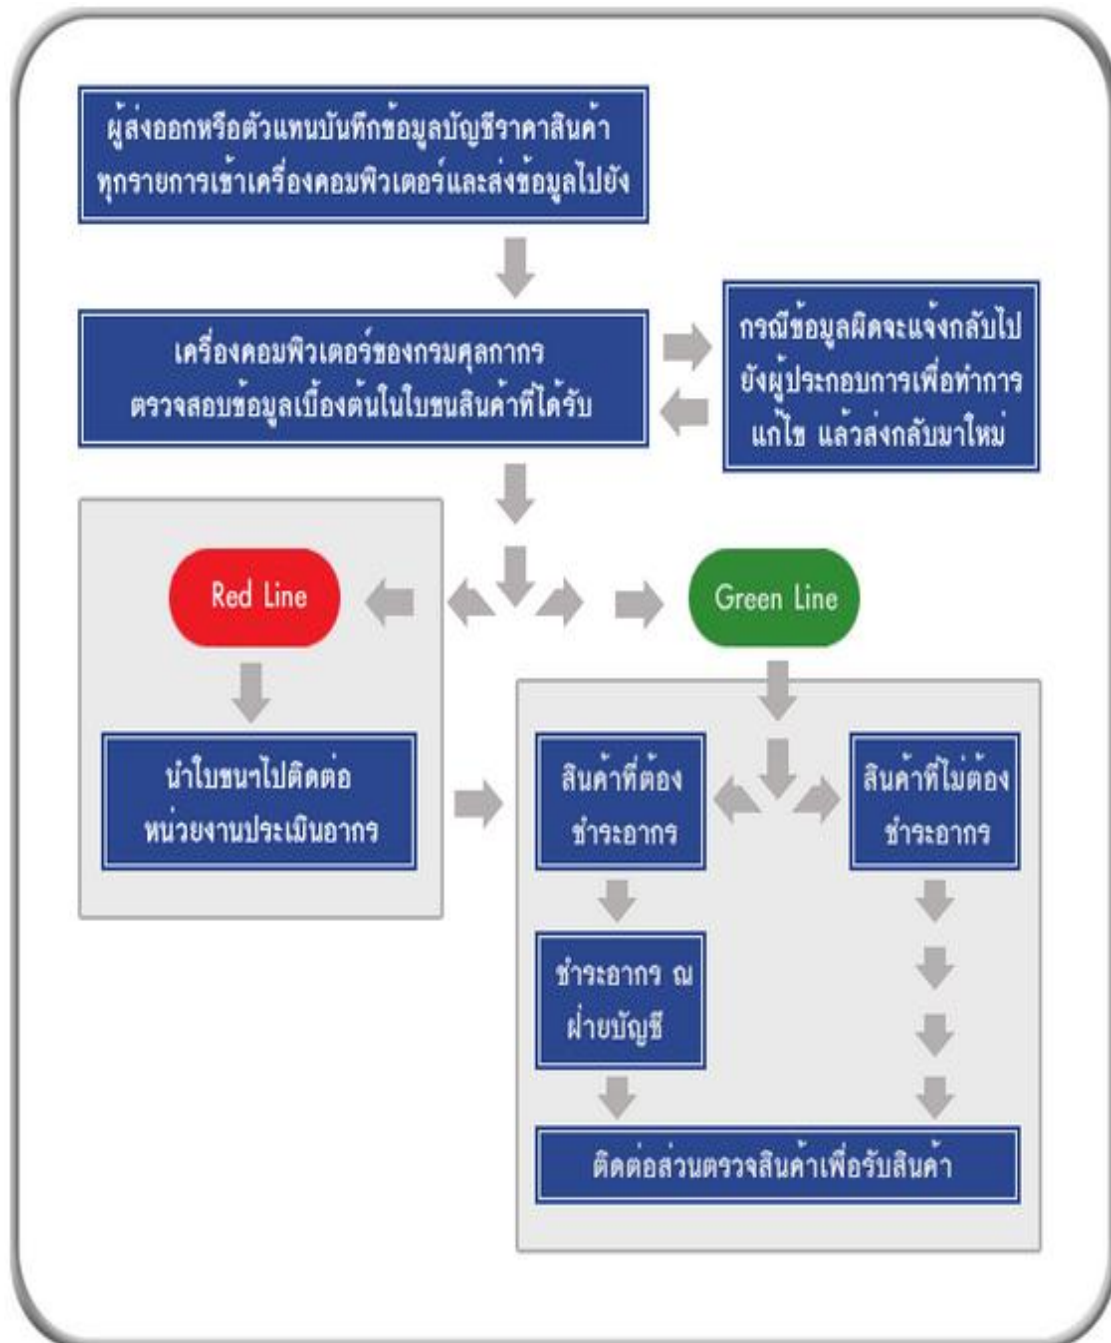 ผู้ส่งออกหรือตัวแทนบันทึกข้อมูลบัญชีราคาสินค้า
ทุกรายการเข้าเครื่องคอมพิวเตอร์และส่งข้อมูลไปยัง
เครื่องคอมพิวเตอร์ของกรมศุลกากร
ตรวจสอบข้อมูลเบื้องต้นในใบขนสินค้าที่ได้รับ
กรณีข้อมูลผิดจะแจ้งกลับไป
ยังผู้ประกอบการเพื่อทำการ
แก้ไข แล้วส่งกลับมาใหม่
Red Line
Green Line
นำใบขนฯไปติดต่อ
หน่วยงานประเมินอากร
สินค้าที่ต้อง
ชำระอากร
สินค้าที่ไม่ต้อง
ชำระอากร
ชำระอากร ณ
ฝ่ายบัญชี
ติดต่อส่วนตรวจสินค้าเพื่อรับสินค้า